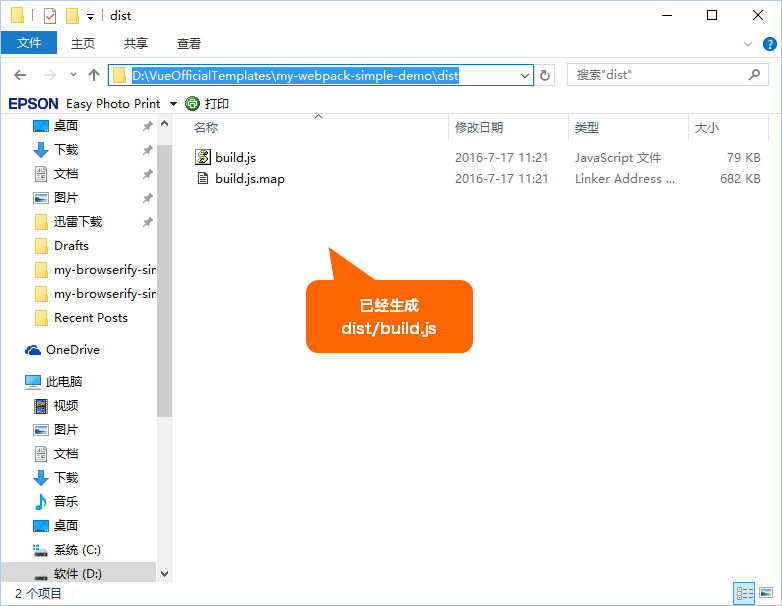 dist
文件 主页 共享 查看
D:\VueOfficialTemplates\my-webpack-simple-demo\dist
搜索"dist"
EPSON Easy Photo Print 打印
桌面
下载
文档
图片
迅雷下载
Drafts
my-browserify-sir
my-browserify-sir
Recent Posts
OneDrive
此电脑
视频
图片
文档
下载
音乐
桌面
系统 (C:)
软件 (D:)
名称 修改日期 类型 大小
build.js 2016-7-17 11:21 JavaScript 文件 79 KB
build.js.map 2016-7-17 11:21 Linker Address ... 682 KB
已经生成
dist/build.js
2 个项目